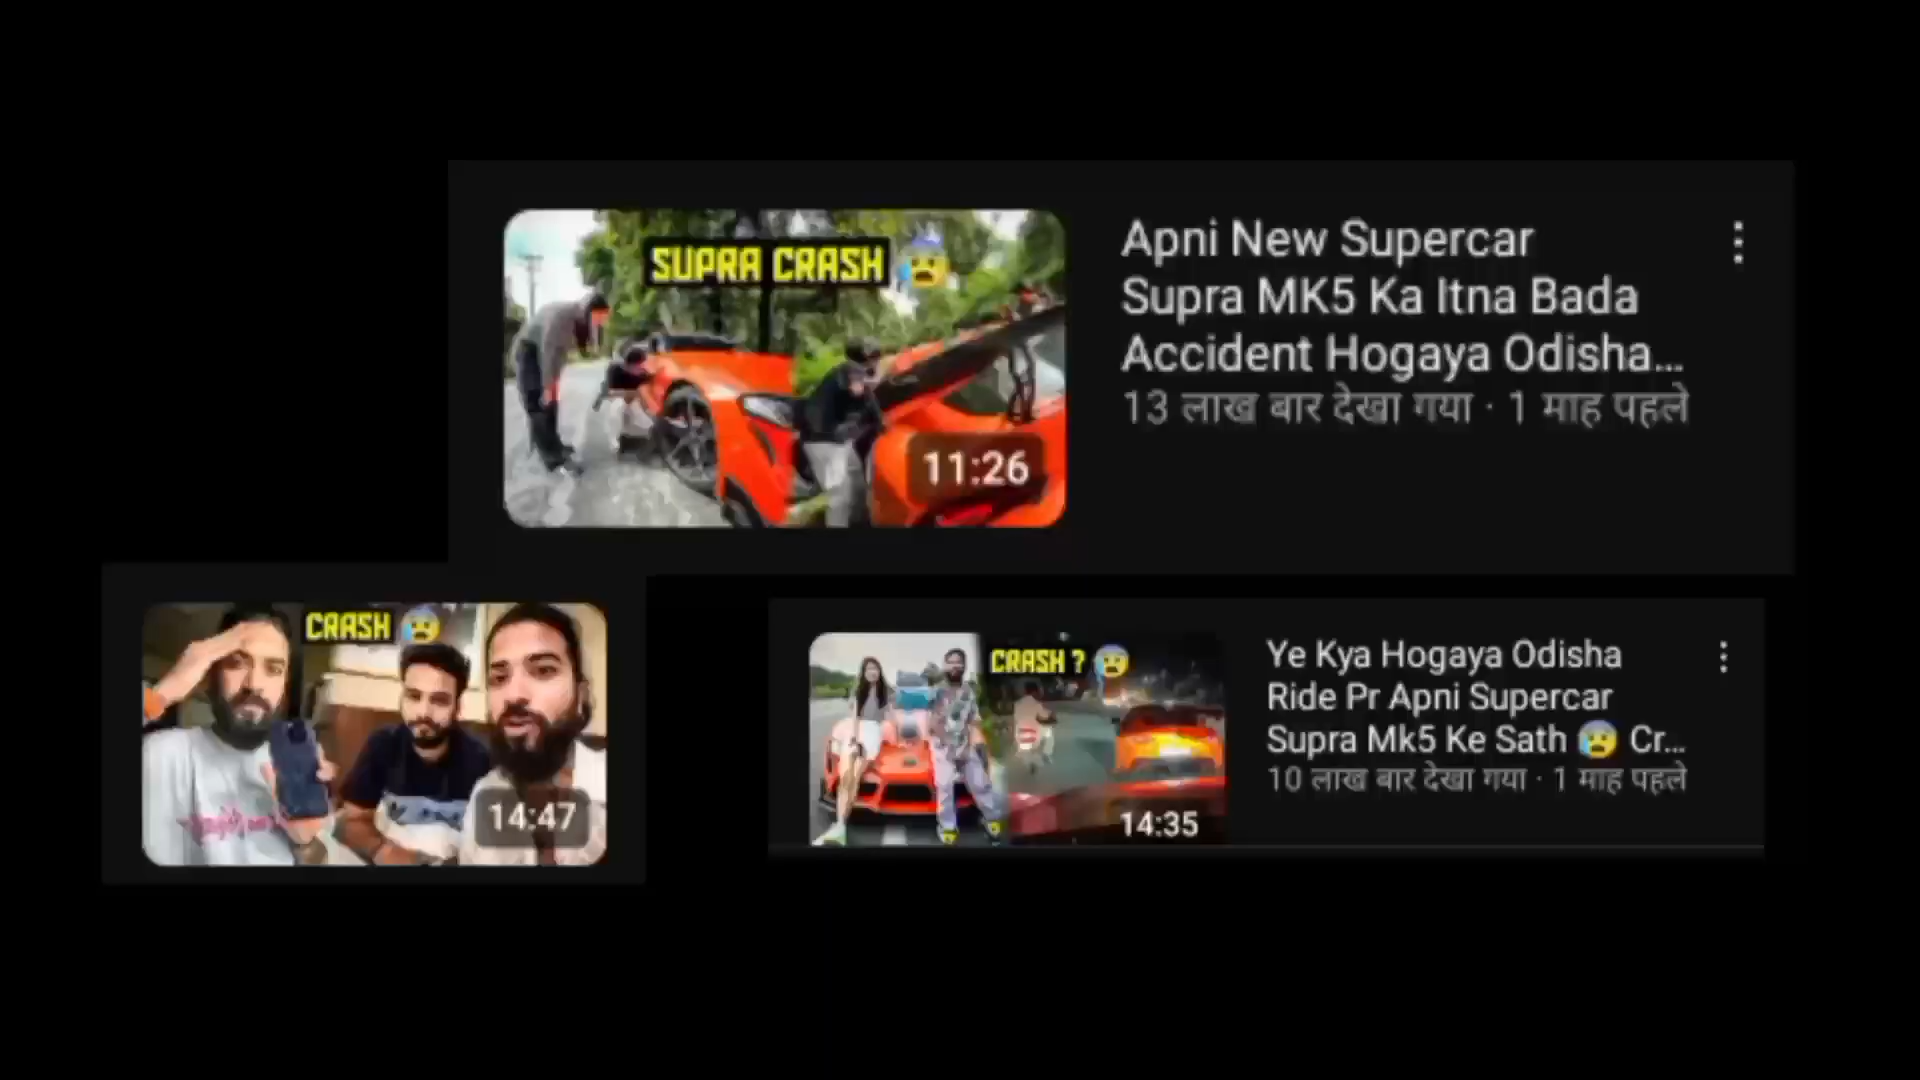 SUPRA CRASH
11:26
Apni New Supercar
Supra MK5 Ka Itna Bada
Accident Hogaya Odisha...
13 लाख बार देखा गया · 1 माह पहले
CRASH
14:47
CRASH ?
14:35
Ye Kya Hogaya Odisha
Ride Pr Apni Supercar
Supra Mk5 Ke Sath 😰 Cr...
10 लाख बार देखा गया · 1 माह पहले